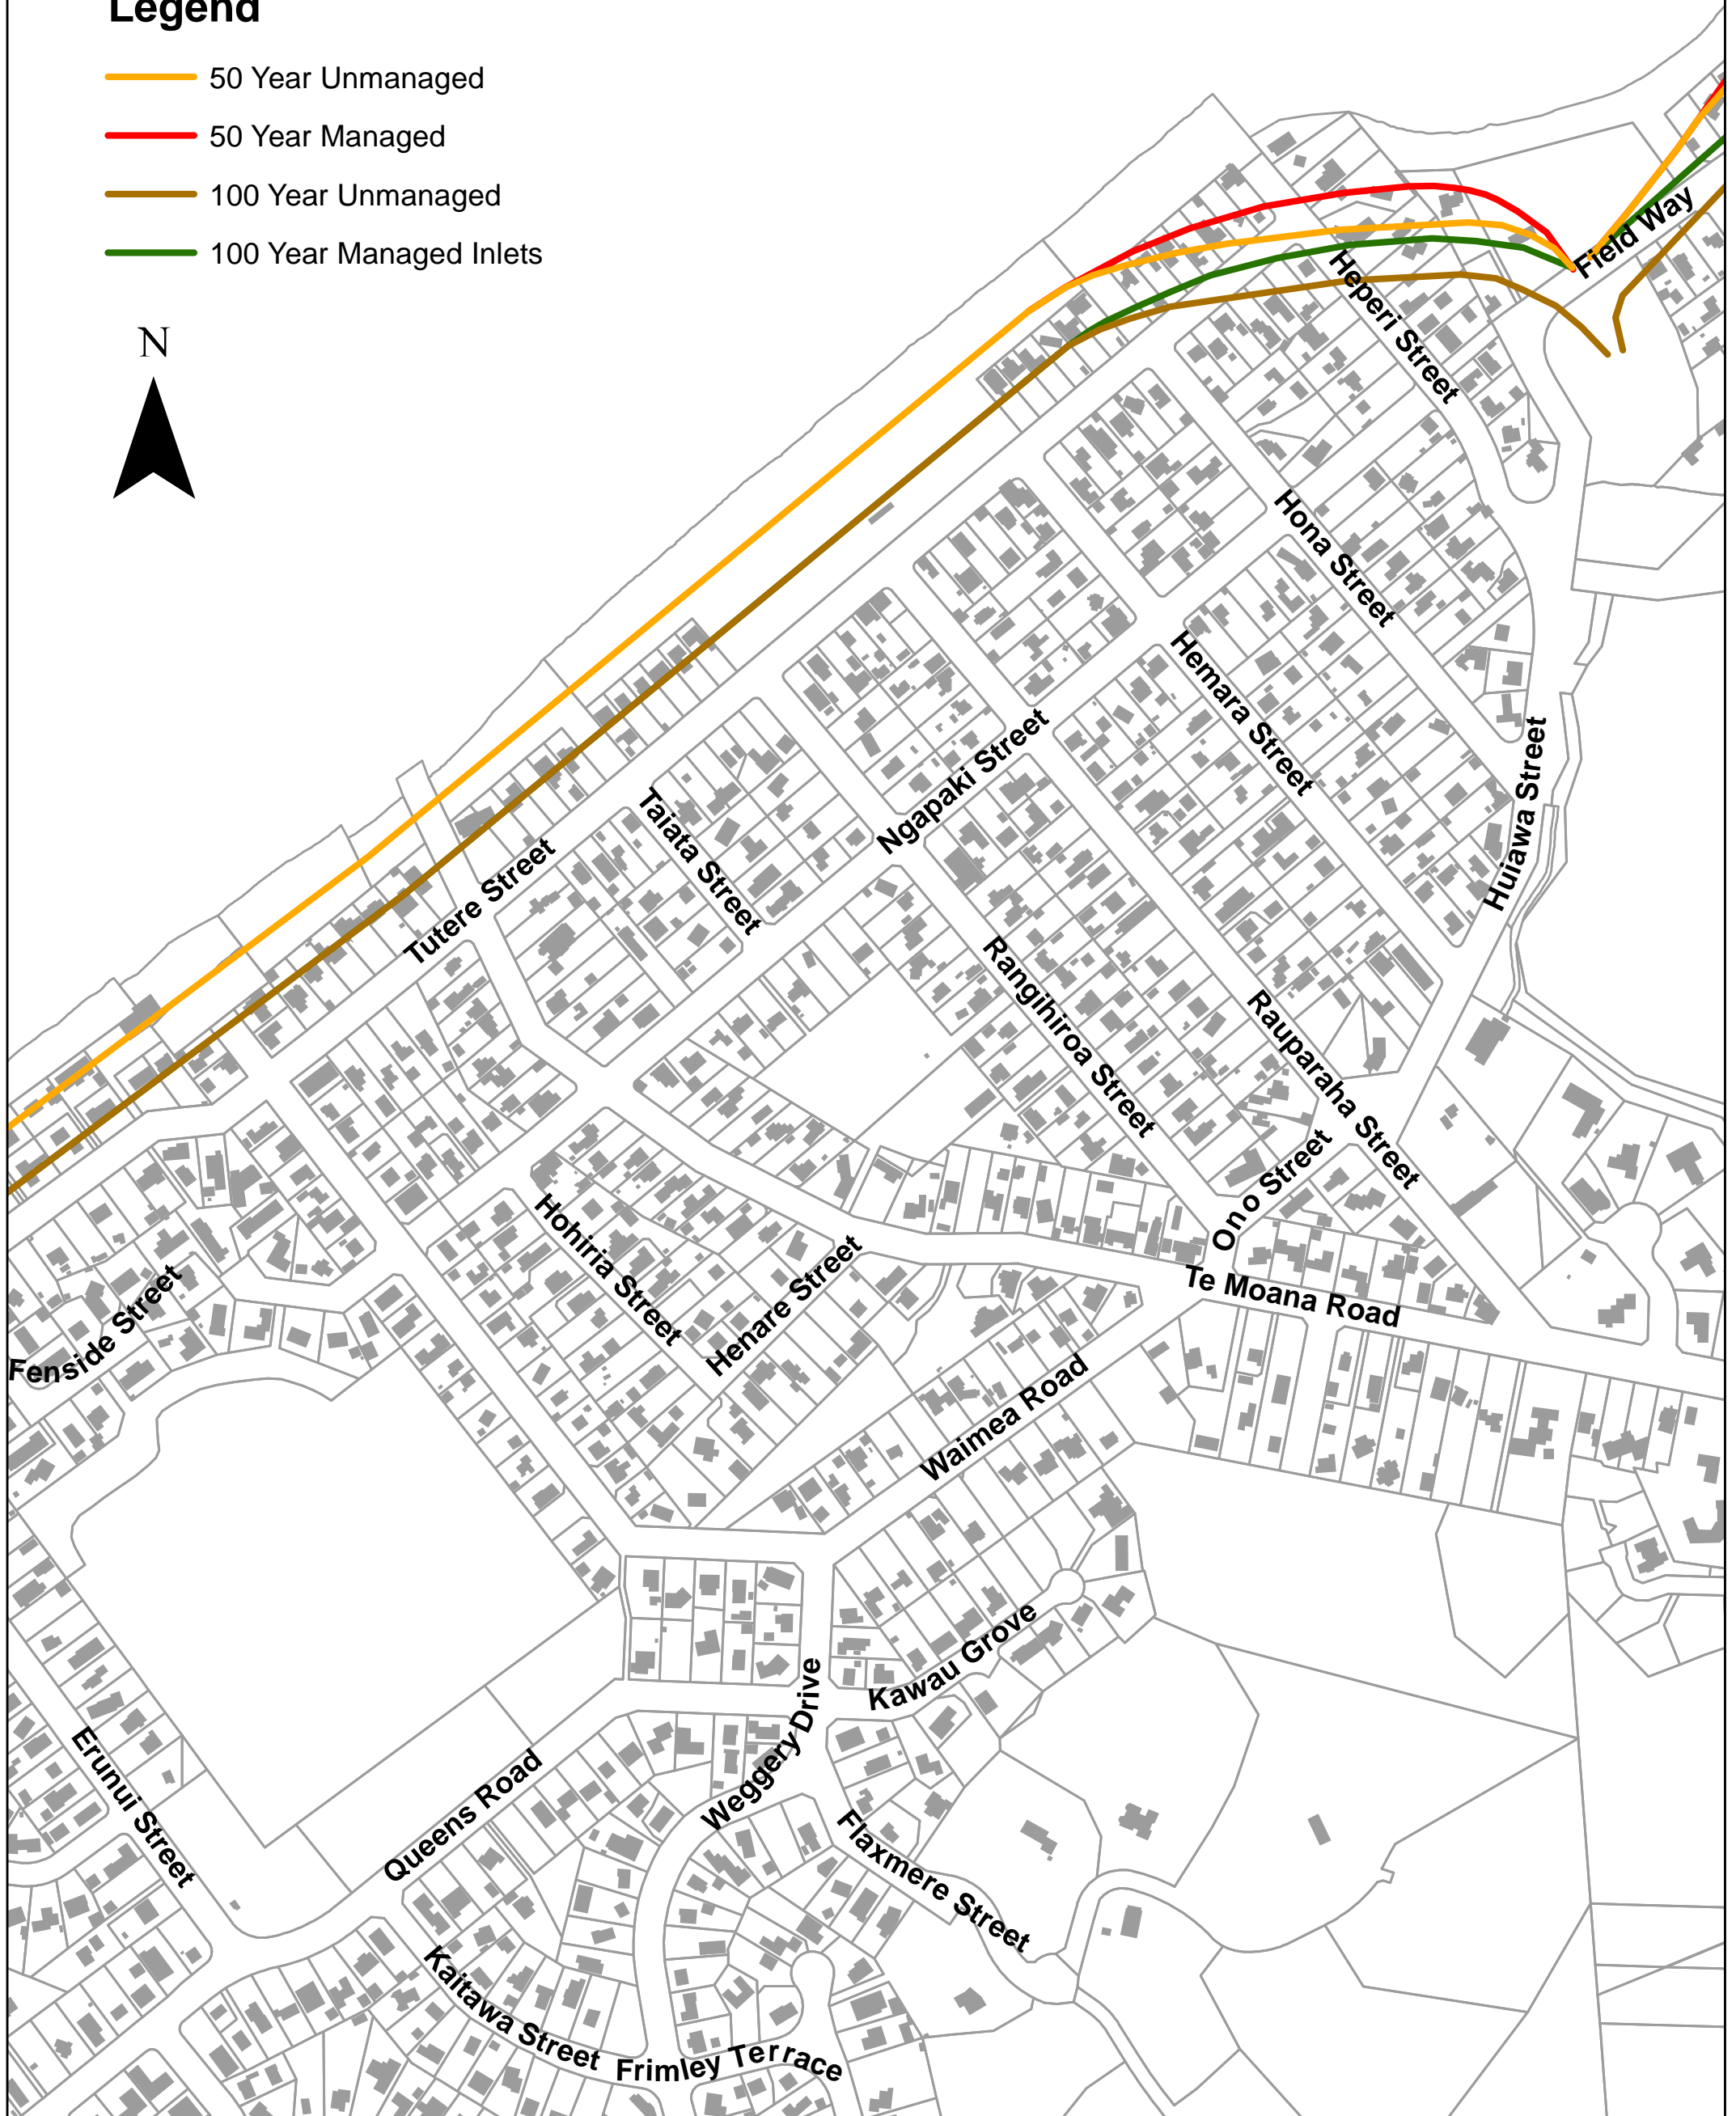 Legend
50 Year Unmanaged
50 Year Managed
100 Year Unmanaged
100 Year Managed Inlets
N
Field Way
Heperi Street
Hona Street
Hemara Street
Huiawa Street
Ngapaki Street
Taiata Street
Tutere Street
Rangihiroa Street
Rauparaha Street
Ono Street
Te Moana Road
Hohiria Street
Henare Street
Fenside Street
Waimea Road
Kawau Grove
Weggery Drive
Erunui Street
Queens Road
Flaxmere Street
Kaitawa Street
Frimley Terrace